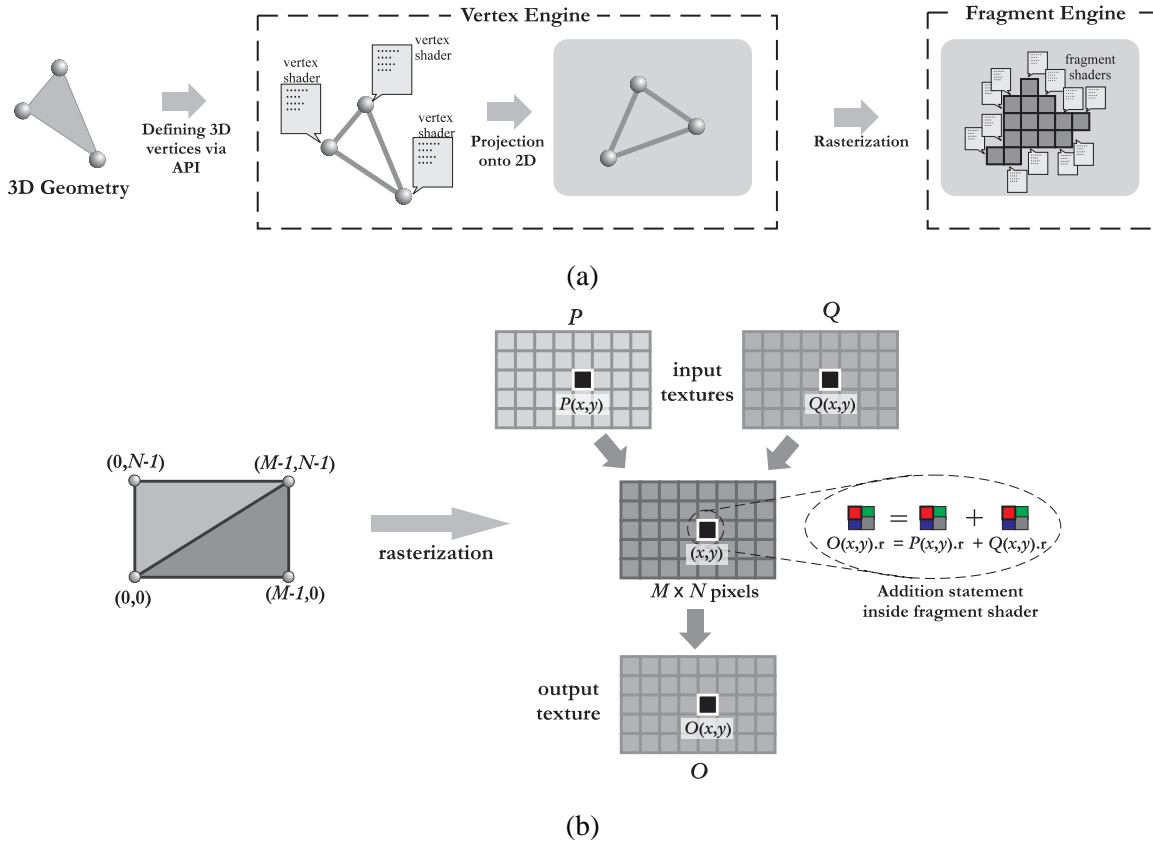 Vertex Engine
Fragment Engine
vertex
shader
vertex
shader
vertex
shader
fragment
shaders
Defining 3D
vertices via
API
Projection
onto 2D
Rasterization
3D Geometry
(a)
P
Q
input
textures
P(x,y)
Q(x,y)
(0,N-1)
(M-1,N-1)
rasterization
(0,0)
(M-1,0)
(x,y)
M x N pixels
= +
O(x,y).r = P(x,y).r + Q(x,y).r
Addition statement
inside fragment shader
output
texture
O(x,y)
O
(b)